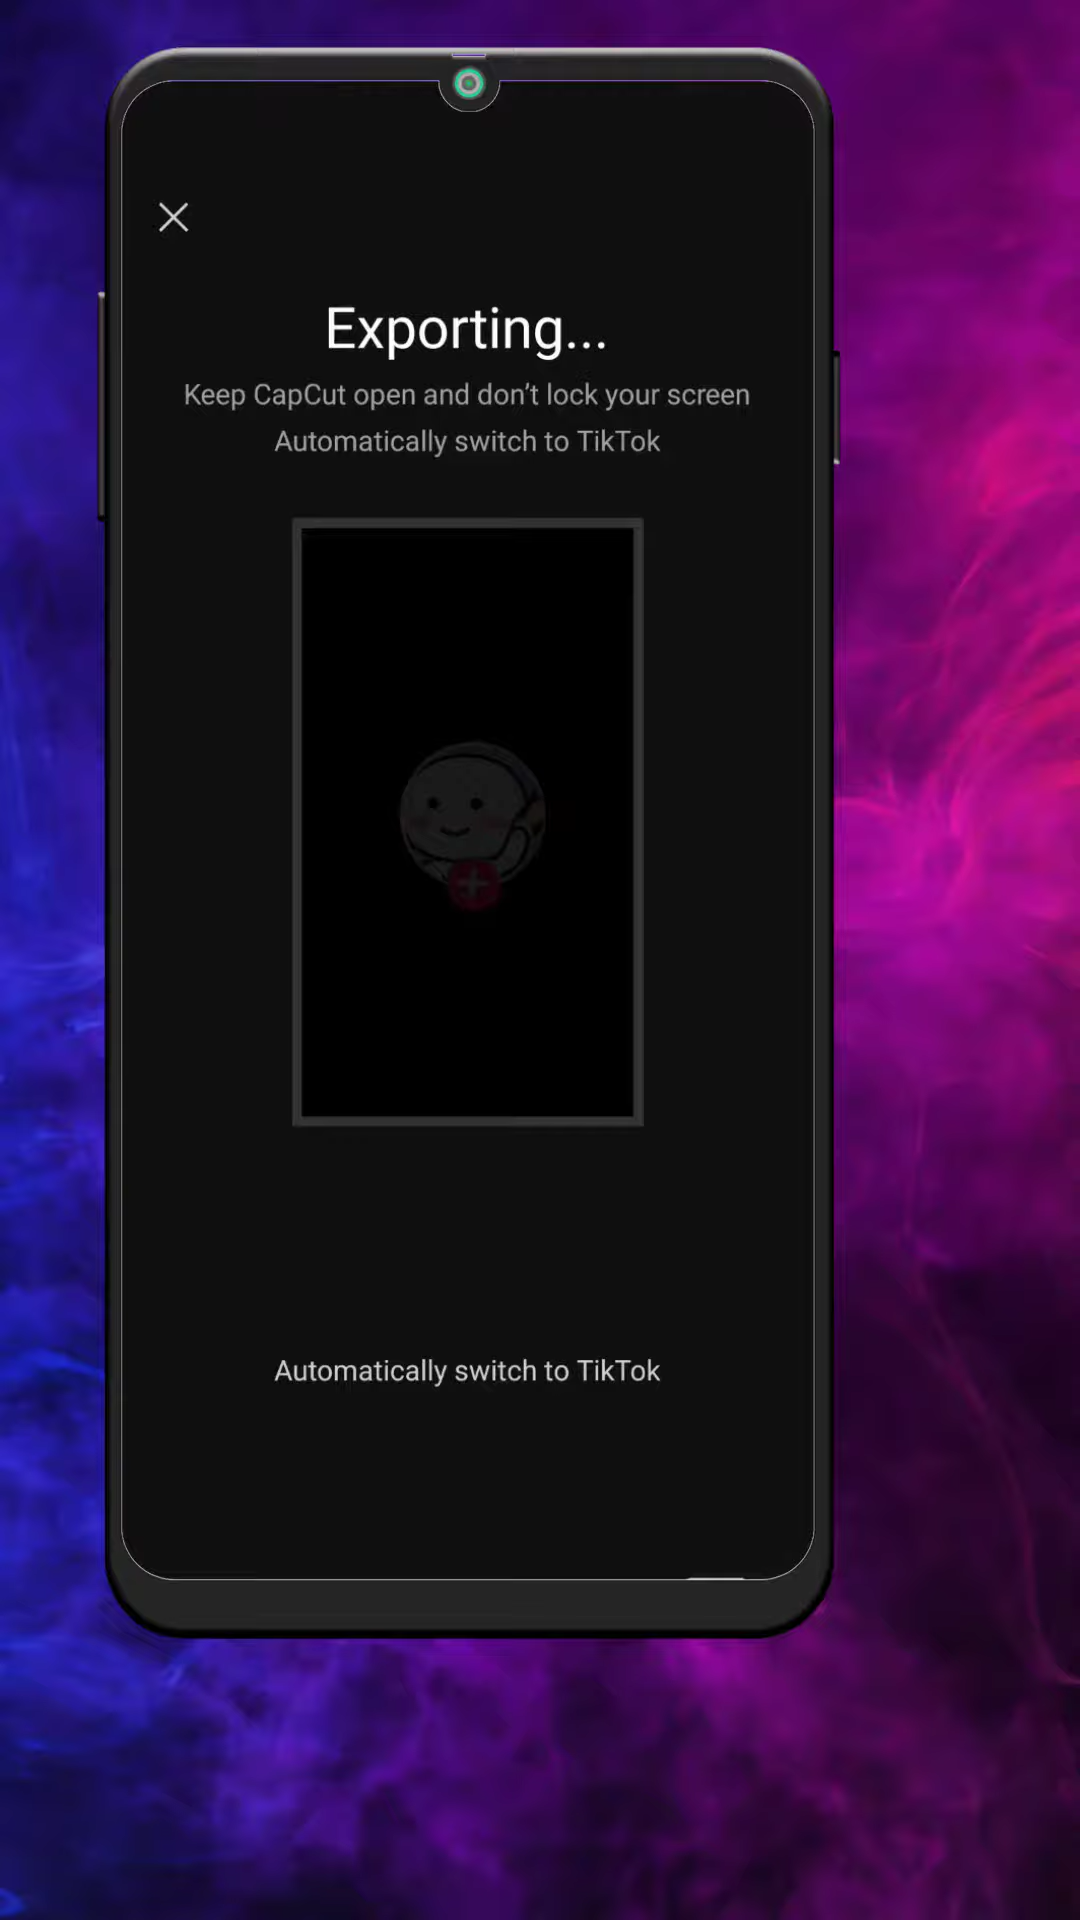 Exporting...
Keep CapCut open and don’t lock your screen
Automatically switch to TikTok
Automatically switch to TikTok